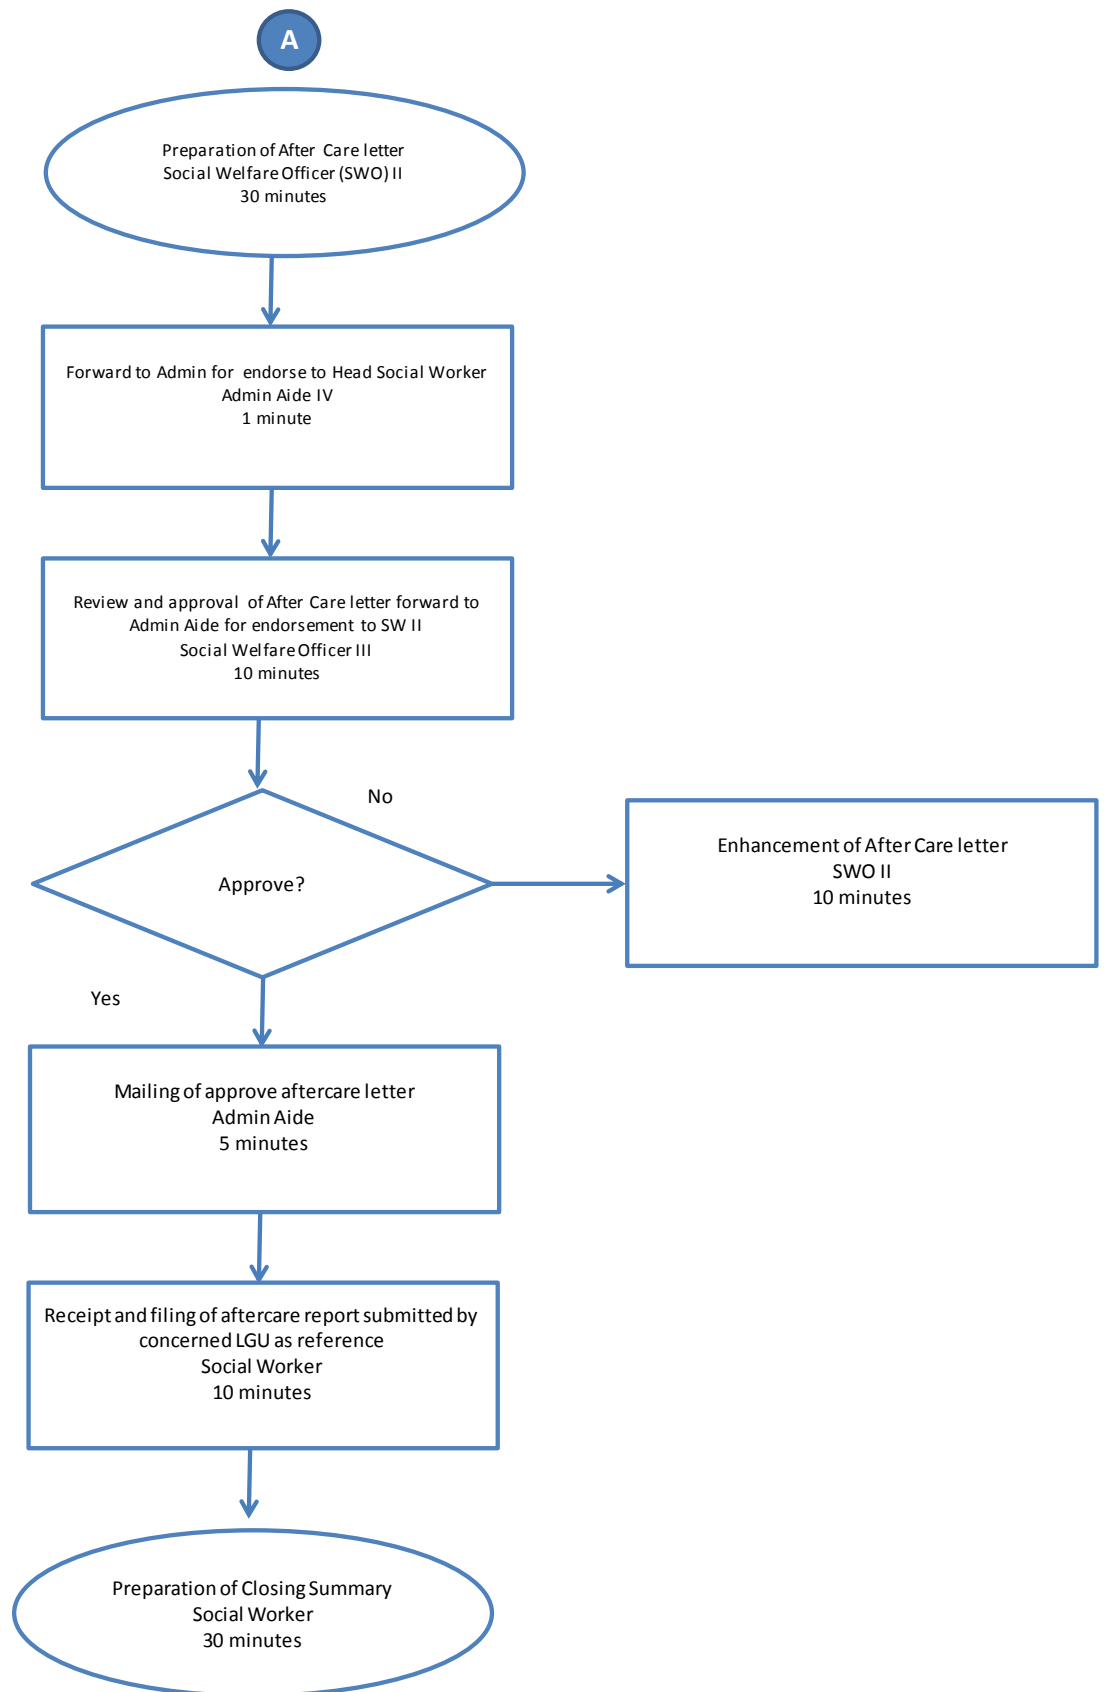 A
Preparation of After Care letter
Social Welfare Officer (SWO) II
30 minutes
Forward to Admin for endorse to Head Social Worker
Admin Aide IV
1 minute
Review and approval of After Care letter forward to
Admin Aide for endorsement to SW II
Social Welfare Officer III
10 minutes
No
Approve?
Enhancement of After Care letter
SWO II
10 minutes
Yes
Mailing of approve aftercare letter
Admin Aide
5 minutes
Receipt and filing of aftercare report submitted by
concerned LGU as reference
Social Worker
10 minutes
Preparation of Closing Summary
Social Worker
30 minutes